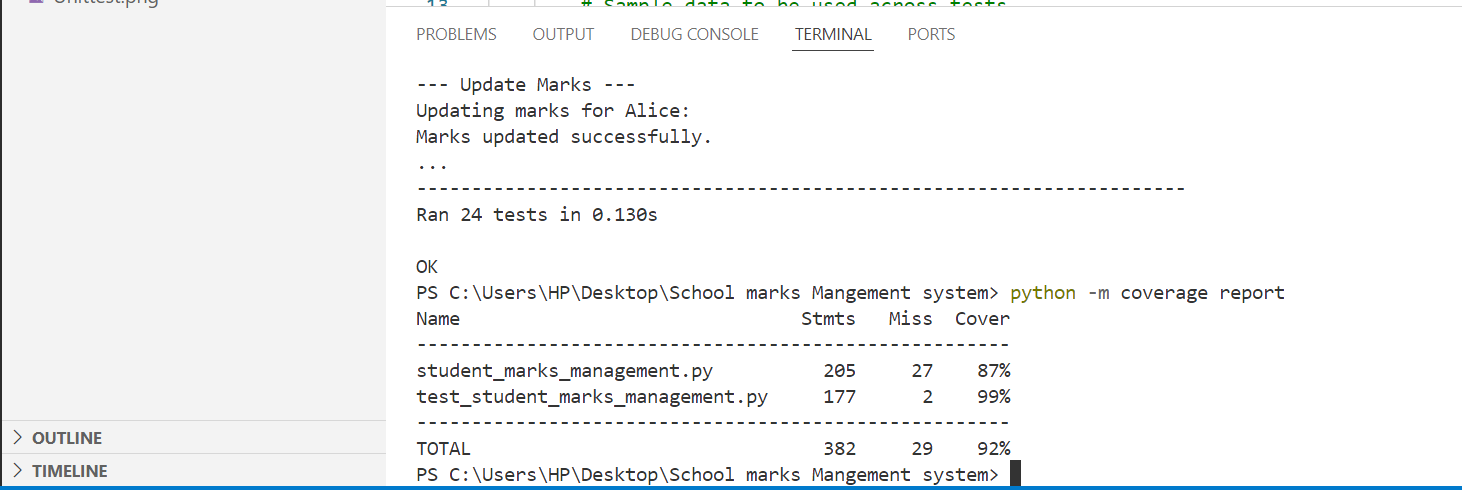 Unittest.png
13 # Sample data to be used across tests
PROBLEMS OUTPUT DEBUG CONSOLE TERMINAL PORTS
--- Update Marks ---
Updating marks for Alice:
Marks updated successfully.
...
----------------------------------------------------------------------
Ran 24 tests in 0.130s
OK
PS C:\Users\HP\Desktop\School marks Mangement system> python -m coverage report
Name Stmts Miss Cover
------------------------------------------------------
student_marks_management.py 205 27 87%
test_student_marks_management.py 177 2 99%
------------------------------------------------------
TOTAL 382 29 92%
PS C:\Users\HP\Desktop\School marks Mangement system>
OUTLINE
TIMELINE